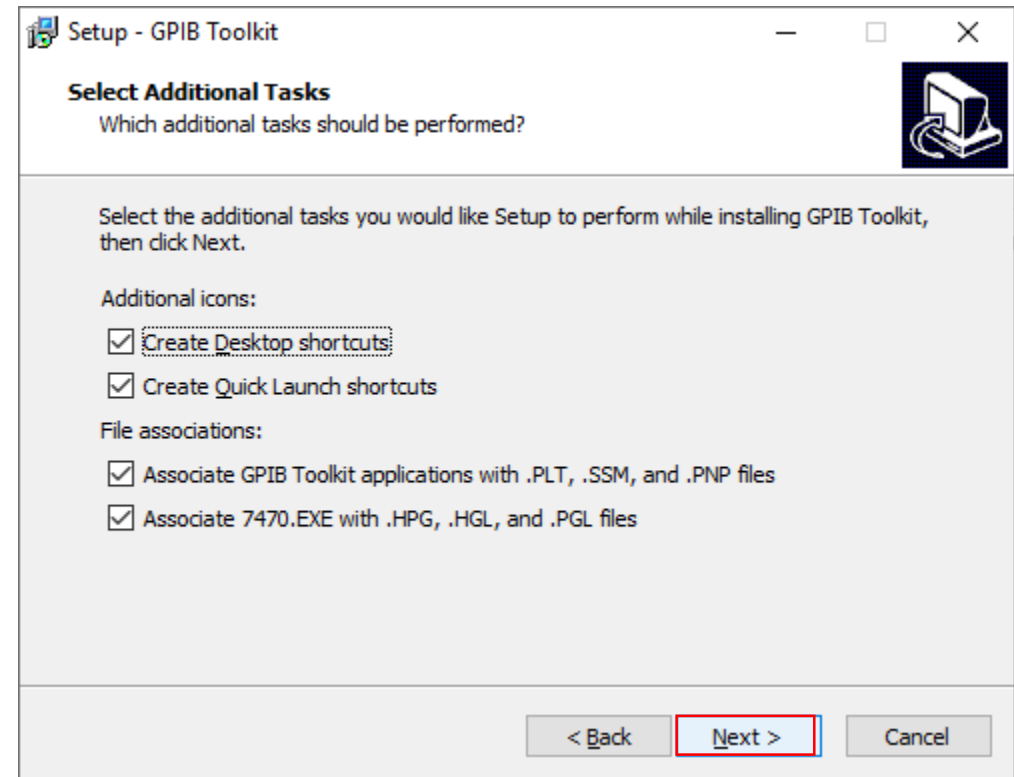 Setup - GPIB Toolkit
Select Additional Tasks
Which additional tasks should be performed?
Select the additional tasks you would like Setup to perform while installing GPIB Toolkit,
then click Next.
Additional icons:
Create Desktop shortcuts
Create Quick Launch shortcuts
File associations:
Associate GPIB Toolkit applications with .PLT, .SSM, and .PNP files
Associate 7470.EXE with .HPG, .HGL, and .PGL files
< Back Next > Cancel